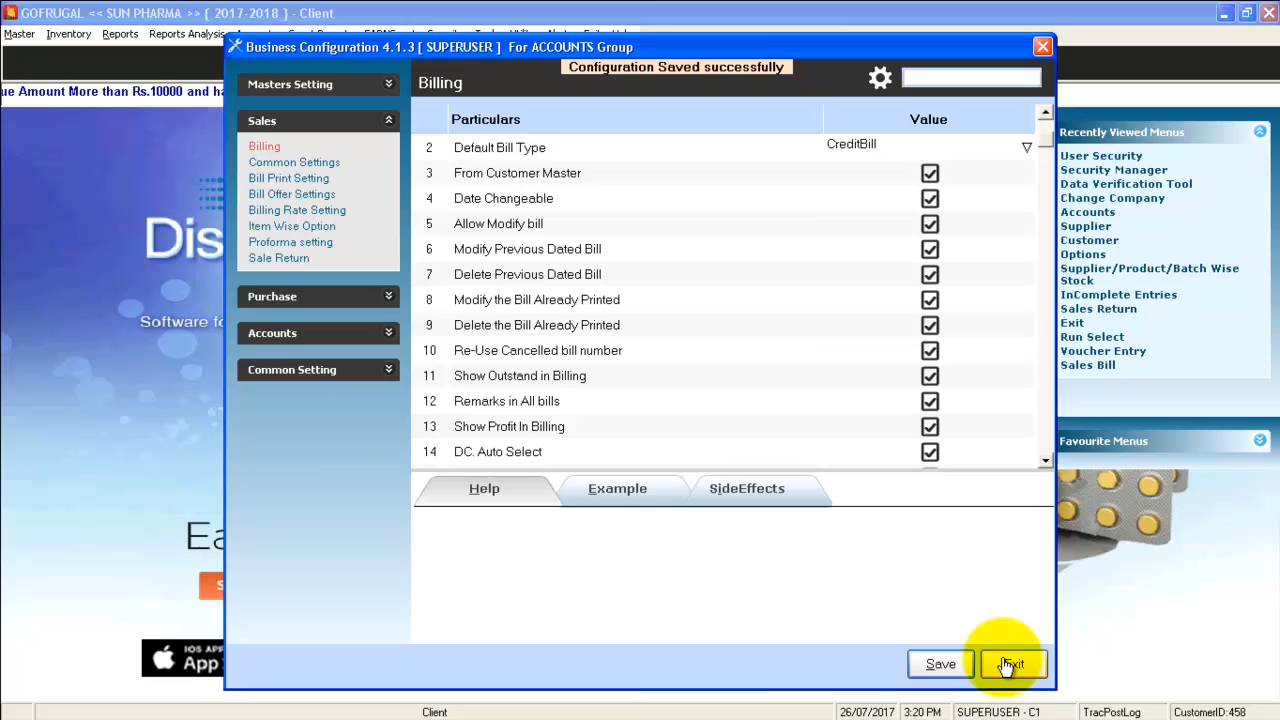 GOFRUGAL << SUN PHARMA >> { 2017-2018 } - Client
Master Inventory Reports Reports Analysis
Business Configuration 4.1.3 [ SUPERUSER ] For ACCOUNTS Group
Configuration Saved successfully
ue Amount More than Rs.10000 and ha
Masters Setting
Sales
Billing
Common Settings
Bill Print Setting
Bill Offer Settings
Billing Rate Setting
Item Wise Option
Proforma setting
Sale Return
Purchase
Accounts
Common Setting
Billing
Particulars Value
2 Default Bill Type CreditBill
3 From Customer Master
4 Date Changeable
5 Allow Modify bill
6 Modify Previous Dated Bill
7 Delete Previous Dated Bill
8 Modify the Bill Already Printed
9 Delete the Bill Already Printed
10 Re-Use Cancelled bill number
11 Show Outstand in Billing
12 Remarks in All bills
13 Show Profit In Billing
14 DC. Auto Select
Help Example SideEffects
Save Exit
Recently Viewed Menus
User Security
Security Manager
Data Verification Tool
Change Company
Accounts
Supplier
Customer
Options
Supplier/Product/Batch Wise
Stock
InComplete Entries
Sales Return
Exit
Run Select
Voucher Entry
Sales Bill
Favourite Menus
Dis
Software fo
Ea
S
IOS APP
App
Client 26/07/2017 3:20 PM SUPERUSER - C1 TracPostLog CustomerID:458